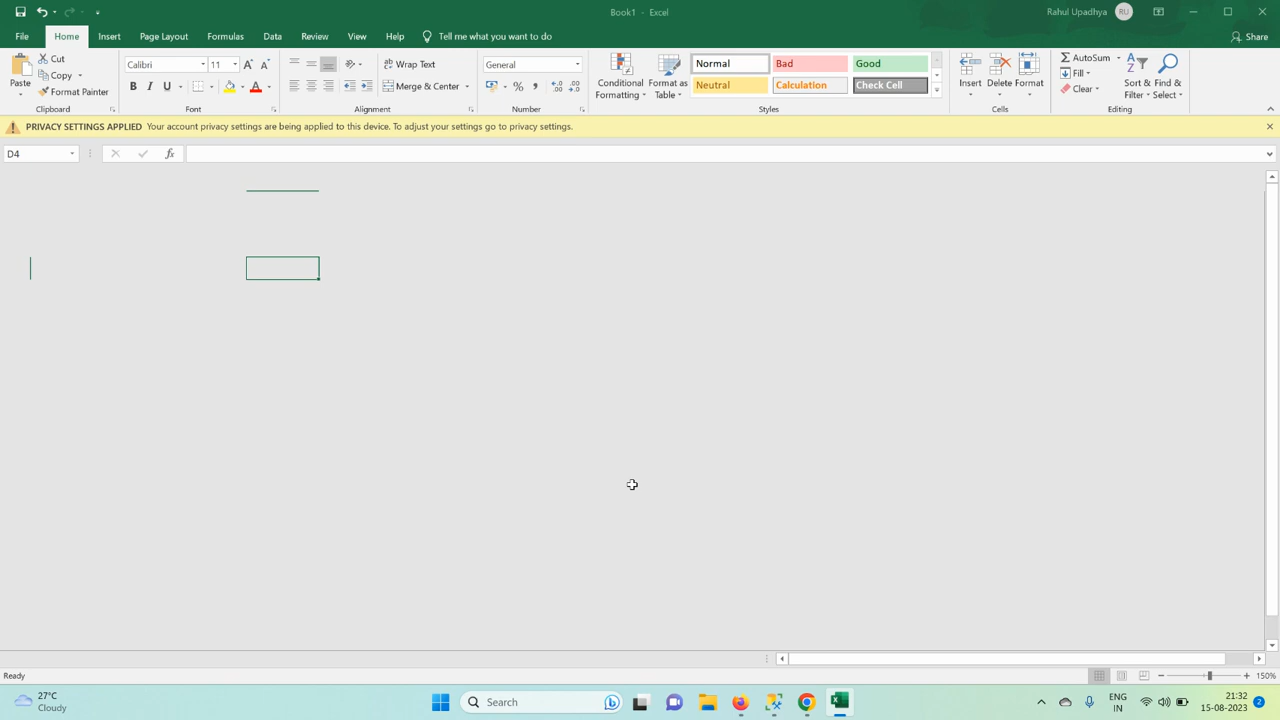 Book1 - Excel
Rahul Upadhya RU
File Home Insert Page Layout Formulas Data Review View Help Tell me what you want to do Share
Paste Cut Calibri 11 A A Wrap Text General Conditional Formatting Format as Table Normal Bad Good Insert Delete Format AutoSum Sort & Filter Find & Select
Copy B I U A Merge & Center % Neutral Calculation Check Cell Fill
Format Painter Clear
Clipboard Font Alignment Number Styles Cells Editing
PRIVACY SETTINGS APPLIED Your account privacy settings are being applied to this device. To adjust your settings go to privacy settings.
D4 fx
Ready 150%
27°C Search ENG 21:32
Cloudy IN 15-08-2023 2